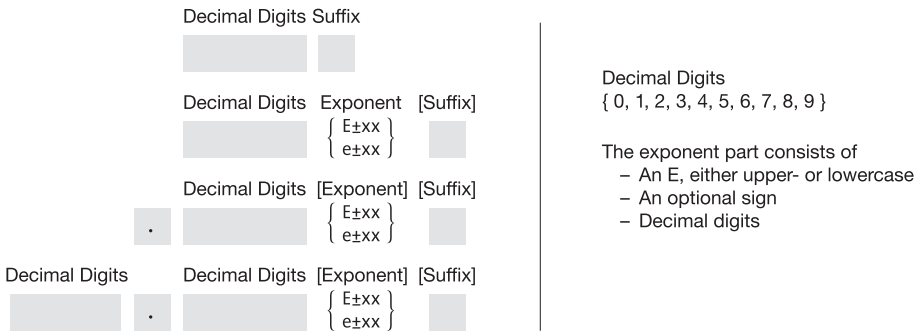 Decimal Digits Suffix
Decimal Digits Exponent [Suffix]
E±xx
e±xx
Decimal Digits [Exponent] [Suffix]
.
E±xx
e±xx
Decimal Digits Decimal Digits [Exponent] [Suffix]
.
E±xx
e±xx
Decimal Digits
{ 0, 1, 2, 3, 4, 5, 6, 7, 8, 9 }
The exponent part consists of
– An E, either upper- or lowercase
– An optional sign
– Decimal digits